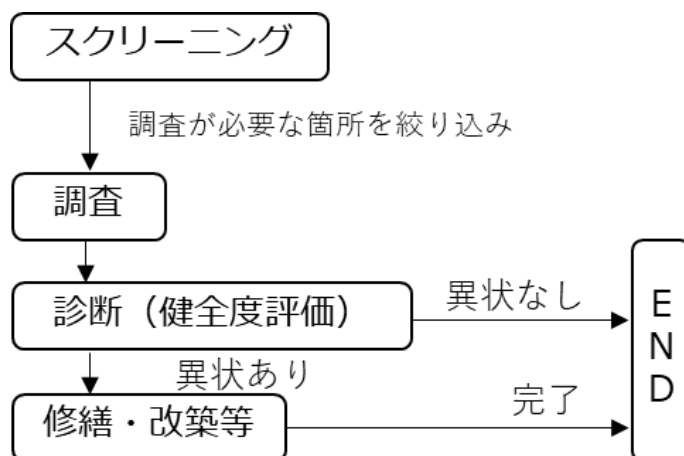 スクリーニング
調査が必要な箇所を絞り込み
調査
診断（健全度評価）
異状なし
異状あり
修繕・改築等
完了
END